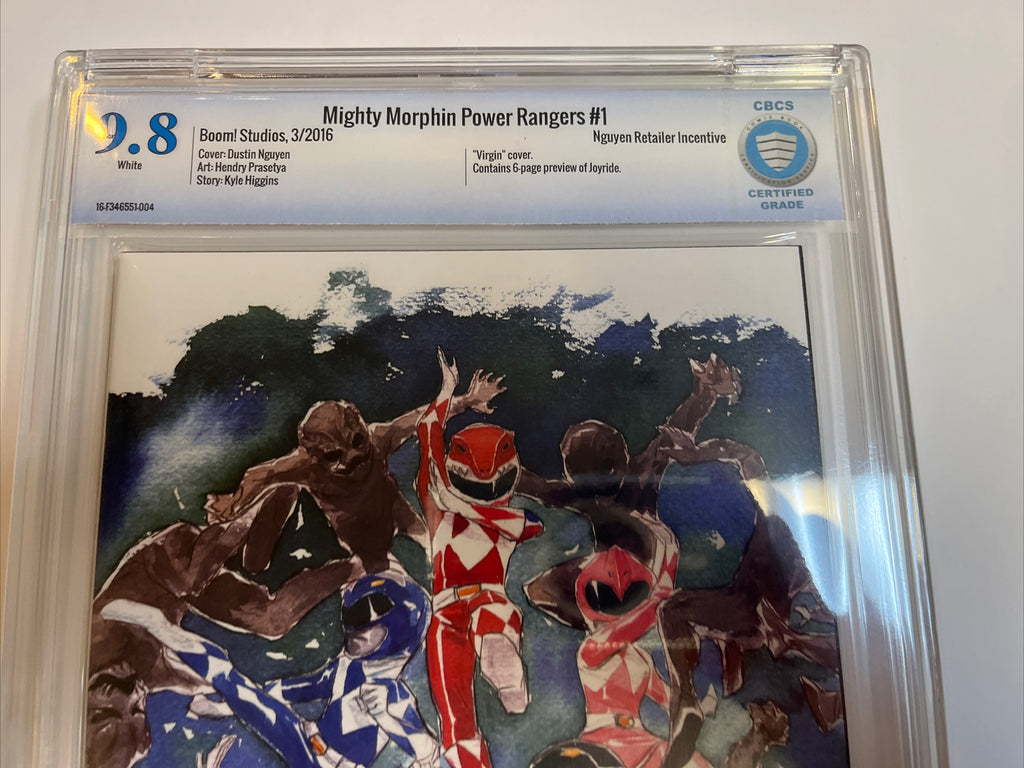 Mighty Morphin Power Rangers #1
9.8
White
Boom! Studios, 3/2016
Nguyen Retailer Incentive
Cover: Dustin Nguyen
Art: Hendry Prasetya
Story: Kyle Higgins
"Virgin" cover.
Contains 6-page preview of Joyride.
16-F346551-004
CBCS
COMIC BOOK
CERTIFIED
GRADE